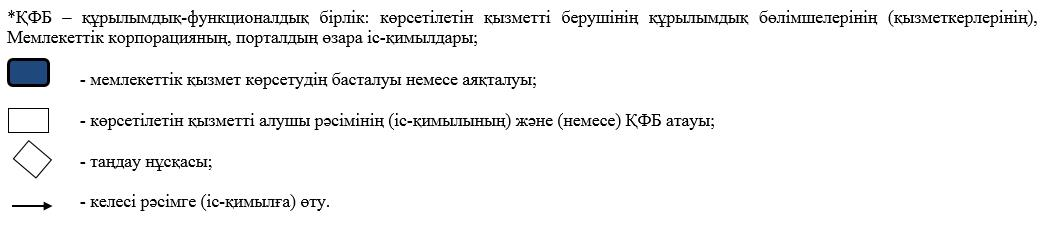 *ҚФБ – құрылымдық-функционалдық бірлік: көрсетілетін қызметті берушінің құрылымдық бөлімшелерінің (қызметкерлерінің),
Мемлекеттік корпорацияның, порталдың өзара іс-қимылдары;
- мемлекеттік қызмет көрсетудің басталуы немесе аяқталуы;
- көрсетілетін қызметті алушы рәсімінің (іс-қимылының) және (немесе) ҚФБ атауы;
- таңдау нұсқасы;
- келесі рәсімге (іс-қимылға) өту.